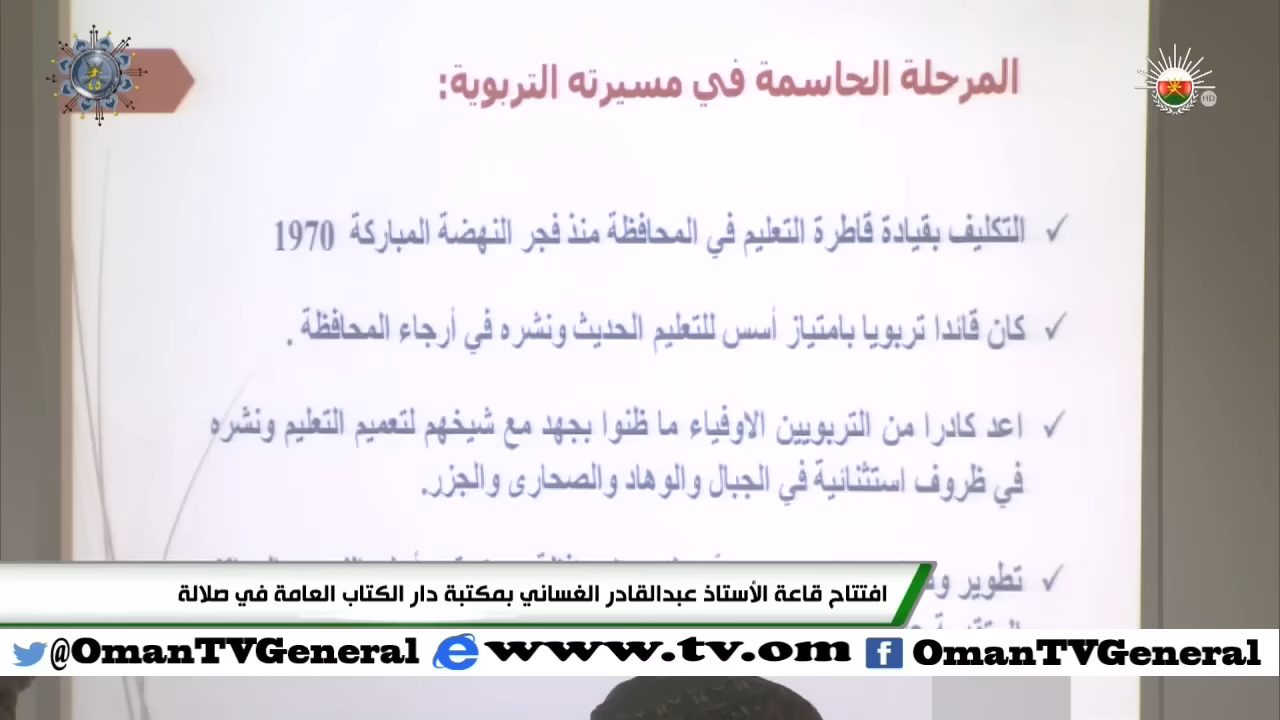 المرحلة الحاسمة في مسيرته التربوية:
✓ التكليف بقيادة قاطرة التعليم في المحافظة منذ فجر النهضة المباركة 1970
✓ كان قائدا تربويا بامتياز أسس للتعليم الحديث ونشره في أرجاء المحافظة .
✓ اعد كادرا من التربويين الاوفياء ما ظنوا بجهد مع شيخهم لتعميم التعليم ونشره
في ظروف استثنائية في الجبال والوهاد والصحارى والجزر.
✓ تطوير
افتتاح قاعة الأستاذ عبدالقادر الغساني بمكتبة دار الكتاب العامة في صلالة
@OmanTVGeneral www.tv.om OmanTVGeneral
HD